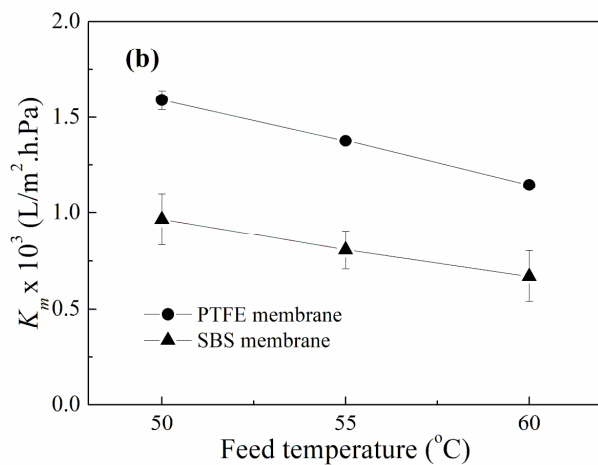 (b)
K_m x 10³ (L/m².h.Pa)
2.0
1.5
1.0
0.5
0.0
PTFE membrane
SBS membrane
50
55
60
Feed temperature (°C)